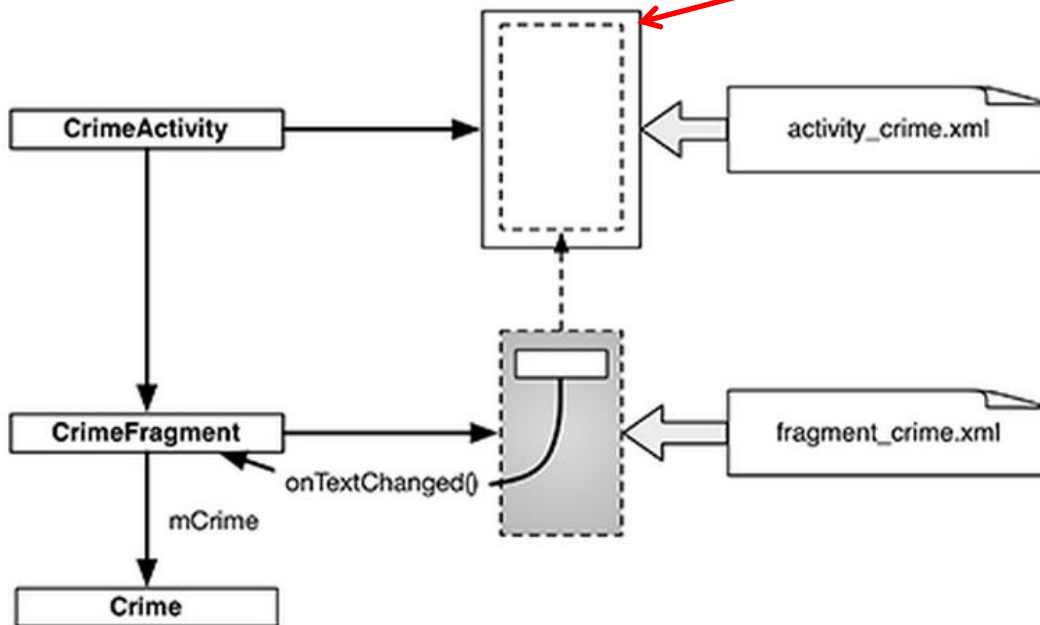 CrimeActivity
activity_crime.xml
CrimeFragment
fragment_crime.xml
onTextChanged()
mCrime
Crime